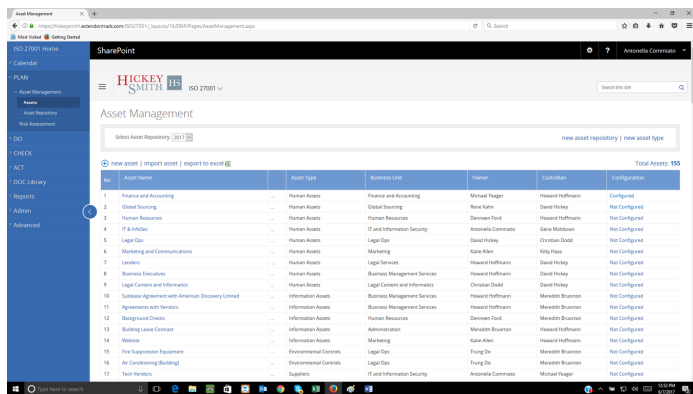 Asset Management
https://hickeysmith.extendontrack.com/ISO27001/_layouts/15/DNP/Pages/AssetManagement.aspx
Search
Most Visited Getting Started
ISO 27001 Home
SharePoint
Antonella Commiato
Calendar
PLAN
Asset Management
Assets
Asset Repository
Risk Assessment
DO
CHECK
ACT
DOC Library
Reports
Admin
Advanced
HICKEY
SMITH HS ISO 27001
Search this site
Asset Management
Select Asset Repository: 2017
new asset repository | new asset type
new asset | import asset | export to excel
Total Assets: 155
No Asset Name Asset Type Business Unit Owner Custodian Configuration
1 Finance and Accounting ... Human Assets Finance and Accounting Michael Yeager Howard Hoffmann Configured
2 Global Sourcing ... Human Assets Global Sourcing Rene Kahn David Hickey Not Configured
3 Human Resources ... Human Assets Human Resources Denneen Ford Howard Hoffmann Not Configured
4 IT & InfoSec ... Human Assets IT and Information Security Antonella Commiato Gena Moldovan Not Configured
5 Legal Ops ... Human Assets Legal Ops David Hickey Christian Dodd Not Configured
6 Marketing and Communications ... Human Assets Marketing Katie Allen Kitty Haas Not Configured
7 Lenders ... Human Assets Legal Services Howard Hoffmann David Hickey Not Configured
8 Business Executives ... Human Assets Business Management Services Howard Hoffmann David Hickey Not Configured
9 Legal Content and Informatics ... Human Assets Legal Content and Informatics Christian Dodd David Hickey Not Configured
10 Sublease Agreement with American Discovery Limited ... Information Assets Business Management Services Howard Hoffmann Meredith Bruorton Not Configured
11 Agreements with Vendors ... Information Assets Business Management Services Howard Hoffmann Meredith Bruorton Not Configured
12 Background Checks ... Information Assets Human Resources Denneen Ford Howard Hoffmann Not Configured
13 Building Lease Contract ... Information Assets Administration Meredith Bruorton Howard Hoffmann Not Configured
14 Website ... Information Assets Marketing Katie Allen Howard Hoffmann Not Configured
15 Fire Suppression Equipment ... Environmental Controls Legal Ops Trung Do Meredith Bruorton Not Configured
16 Air Conditioning (Building) ... Environmental Controls Legal Ops Trung Do Meredith Bruorton Not Configured
17 Tech Vendors ... Suppliers IT and Information Security Antonella Commiato Michael Yeager Not Configured
Type here to search
12:52 PM
6/7/2017